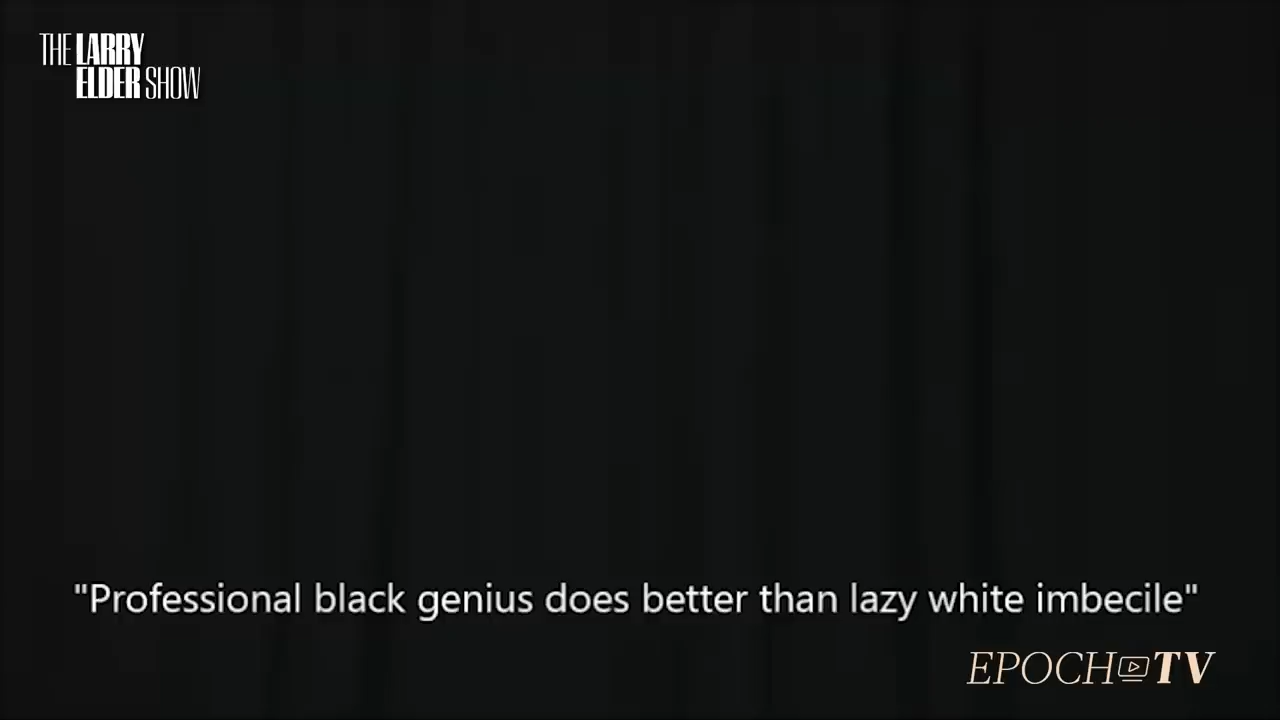 THE LARRY
ELDER SHOW
"Professional black genius does better than lazy white imbecile"
EPOCH TV